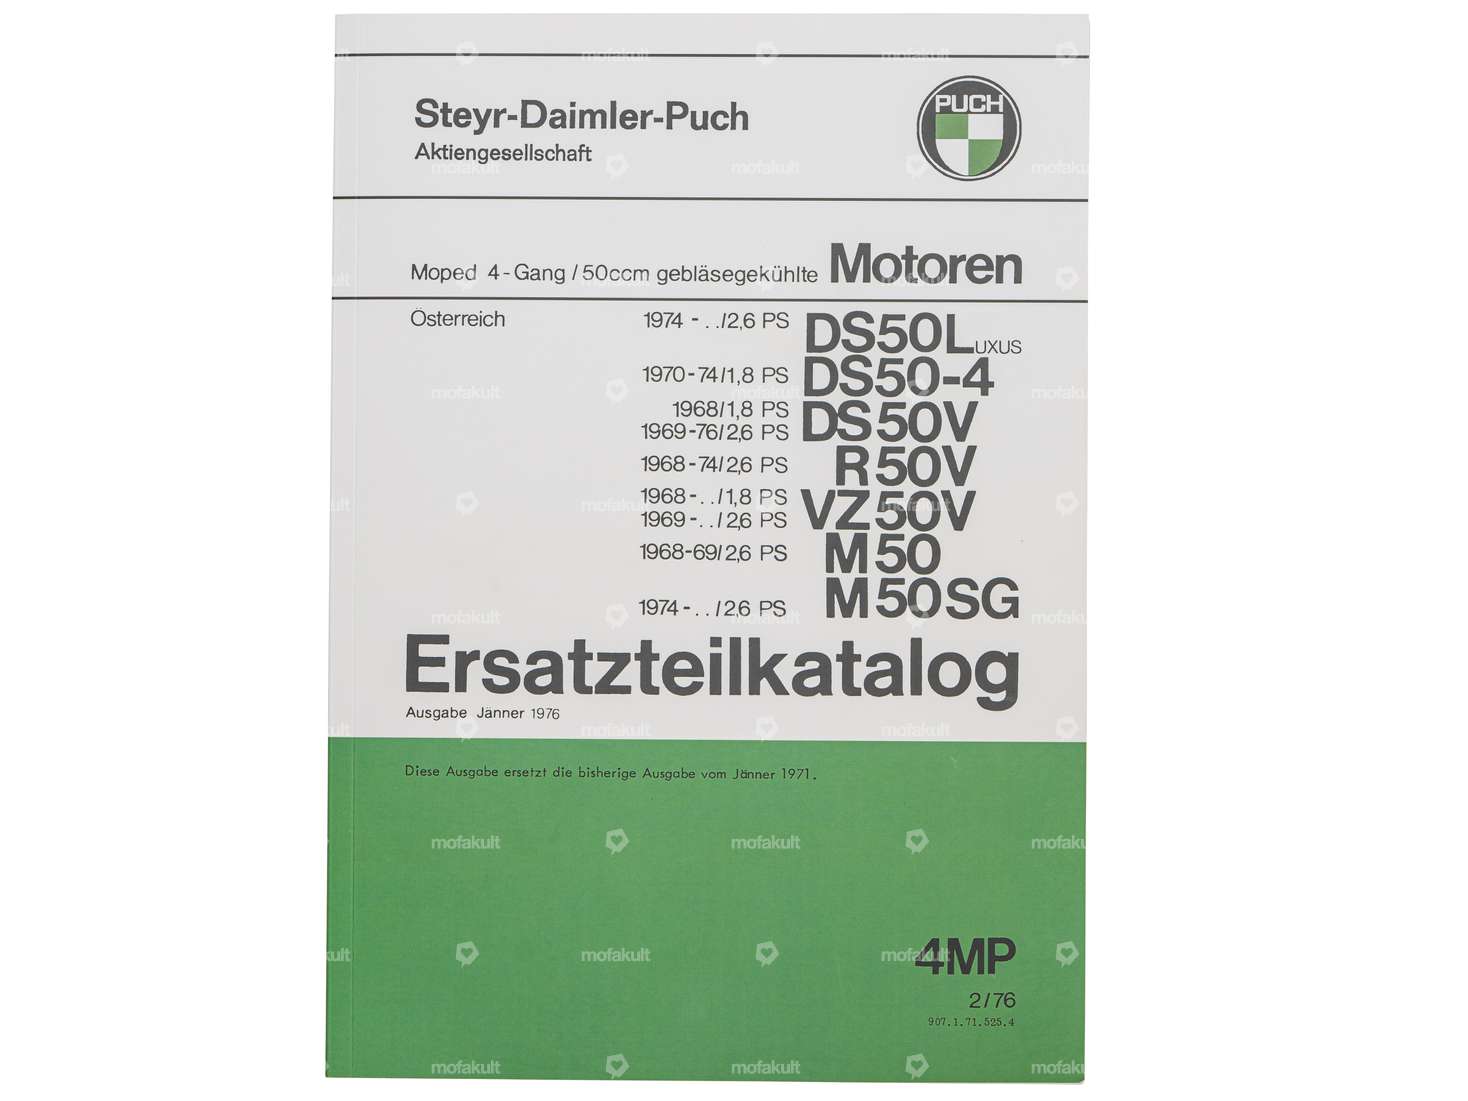 Steyr-Daimler-Puch
Aktiengesellschaft
PUCH
Moped 4-Gang/50ccm gebläsegekühlte Motoren
Österreich 1974 - . . /2,6 PS DS50LUXUS
1970-74/1,8 PS DS50-4
1968/1,8 PS DS50V
1969-76/2,6 PS
1968-74/2,6 PS R50V
1968-. . /1,8 PS VZ50V
1969-. . /2,6 PS
1968-69/2,6 PS M50
1974-. . /2,6 PS M50SG
Ersatzteilkatalog
Ausgabe Jänner 1976
Diese Ausgabe ersetzt die bisherige Ausgabe vom Jänner 1971.
4MP
2/76
907.1.71.525.4
mofakult